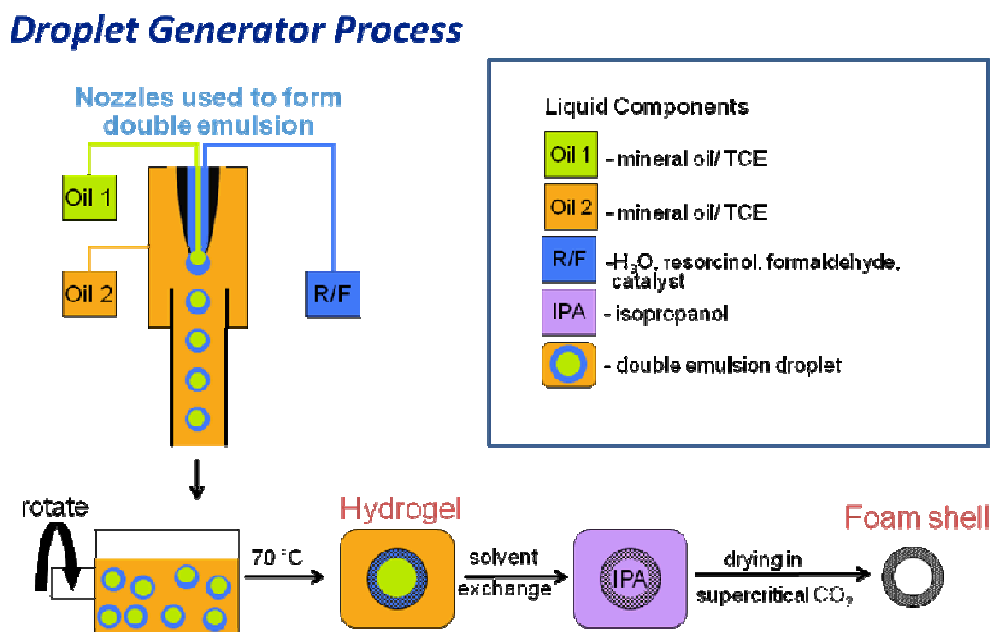 Droplet Generator Process
Nozzles used to form
double emulsion
Oil 1
Oil 2
R/F
Liquid Components
Oil 1 - mineral oil/ TCE
Oil 2 - mineral oil/ TCE
R/F -H₃O, resorcinol, formaldehyde,
catalyst
IPA - isopropanol
- double emulsion droplet
rotate
70 °C
Hydrogel
solvent
exchange
IPA
drying in
supercritical CO₂
Foam shell